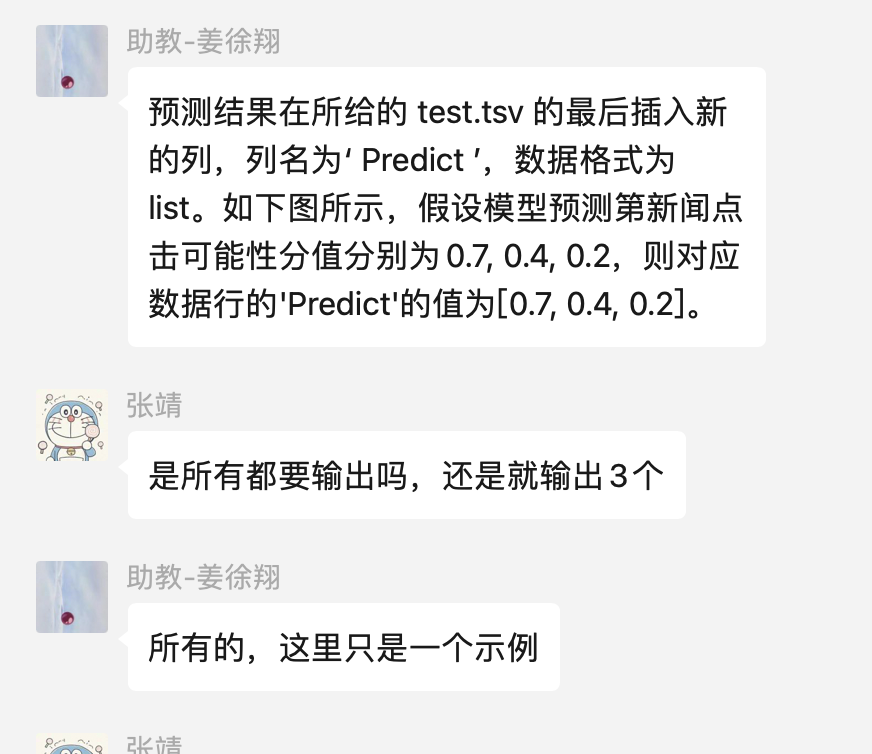 助教-姜徐翔
预测结果在所给的 test.tsv 的最后插入新
的列，列名为‘ Predict ’，数据格式为
list。如下图所示，假设模型预测第新闻点
击可能性分值分别为 0.7, 0.4, 0.2，则对应
数据行的'Predict'的值为[0.7, 0.4, 0.2]。
张靖
是所有都要输出吗，还是就输出 3 个
助教-姜徐翔
所有的，这里只是一个示例
张靖